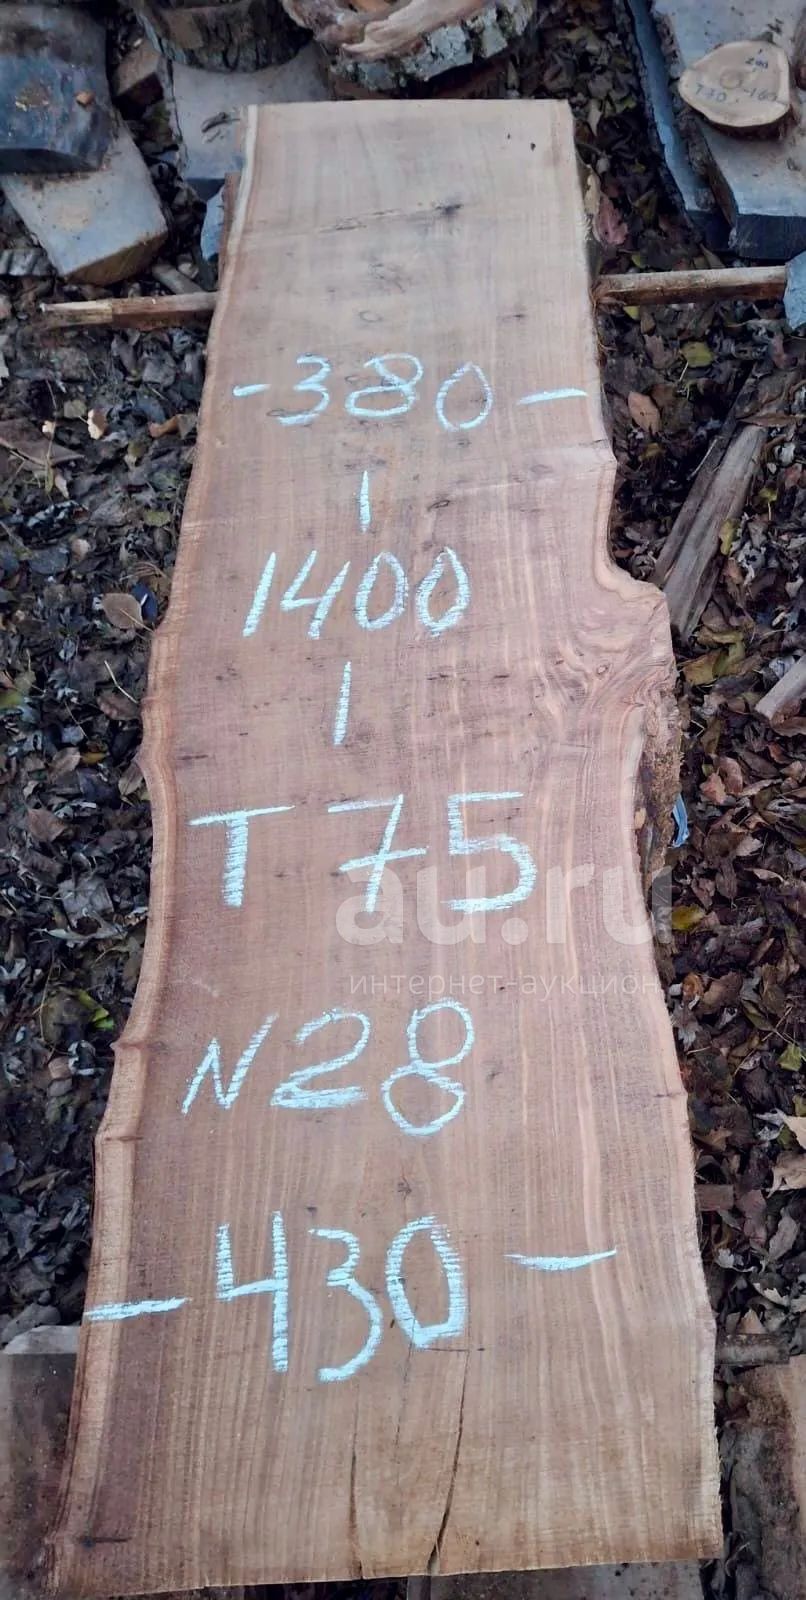 -380-
1400
T75
N28
-430-
au.ru
интернет-аукцион